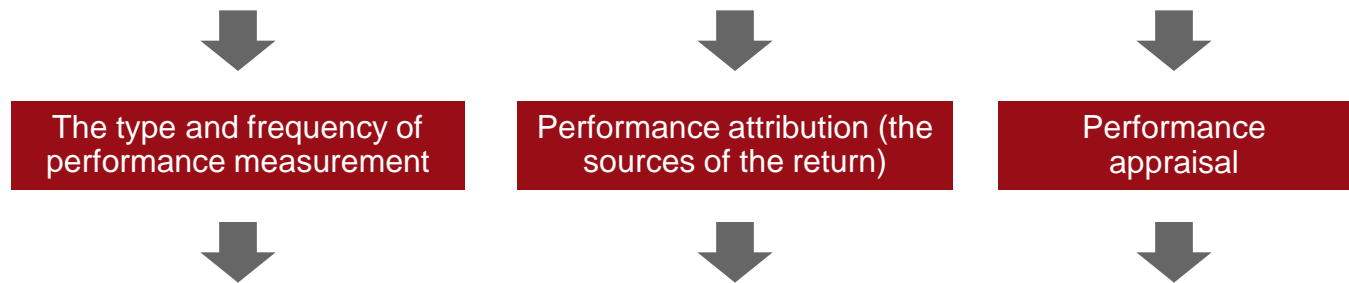 The type and frequency of
performance measurement
Performance attribution (the
sources of the return)
Performance
appraisal